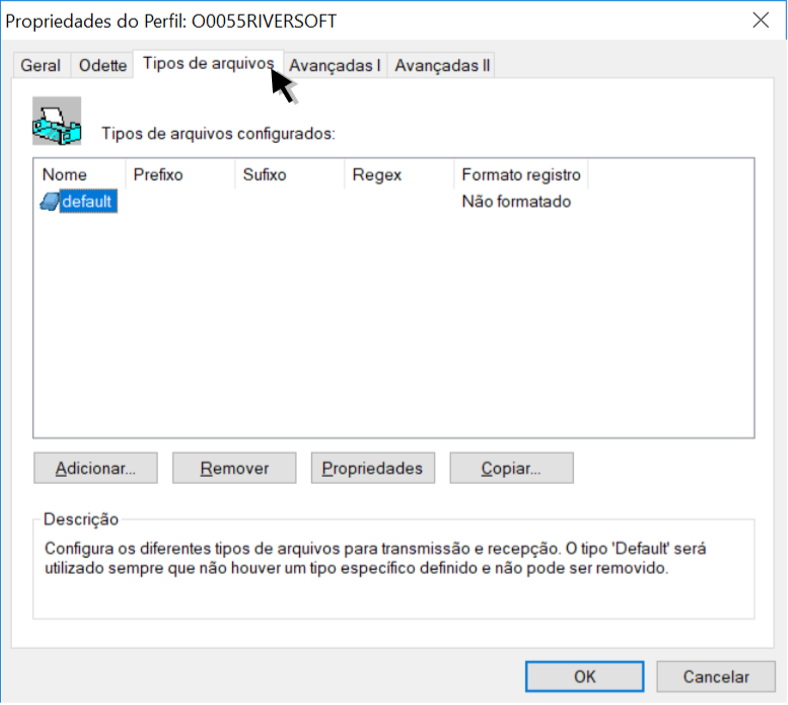 Propriedades do Perfil: O0055RIVERSOFT
Geral Odette Tipos de arquivos Avançadas I Avançadas II
Tipos de arquivos configurados:
Nome Prefixo Sufixo Regex Formato registro
default Não formatado
Adicionar... Remover Propriedades Copiar...
Descrição
Configura os diferentes tipos de arquivos para transmissão e recepção. O tipo 'Default' será
utilizado sempre que não houver um tipo específico definido e não pode ser removido.
OK Cancelar